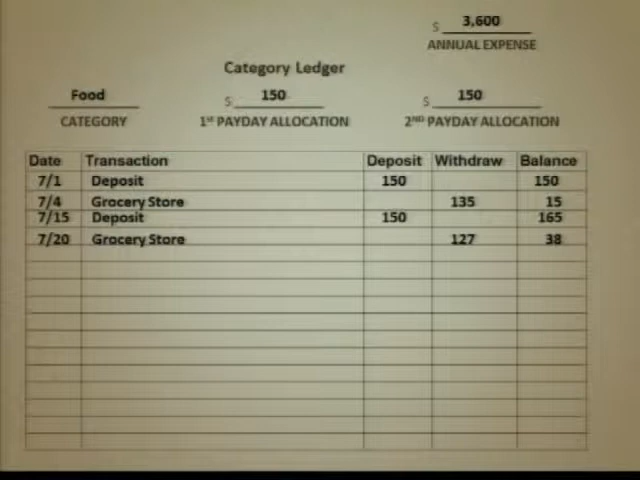 $ 3,600
ANNUAL EXPENSE
Category Ledger
Food $ 150 $ 150
CATEGORY 1st PAYDAY ALLOCATION 2ND PAYDAY ALLOCATION
Date Transaction Deposit Withdraw Balance
7/1 Deposit 150 150
7/4 Grocery Store 135 15
7/15 Deposit 150 165
7/20 Grocery Store 127 38